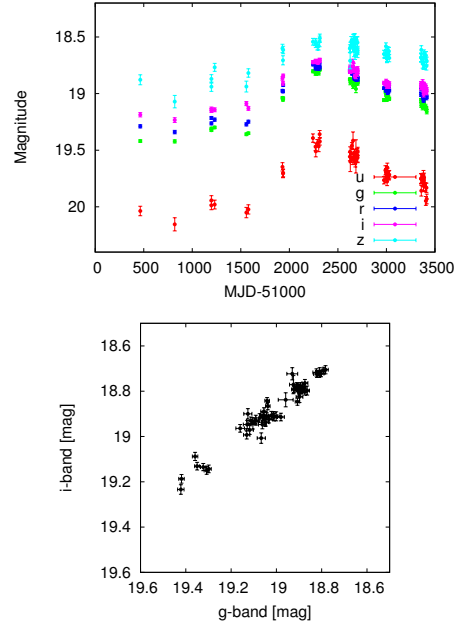 18.5
19
19.5
20
Magnitude
u
g
r
i
z
0 500 1000 1500 2000 2500 3000 3500
MJD-51000
18.6
18.8
19
19.2
19.4
19.6
i-band [mag]
19.6 19.4 19.2 19 18.8 18.6
g-band [mag]